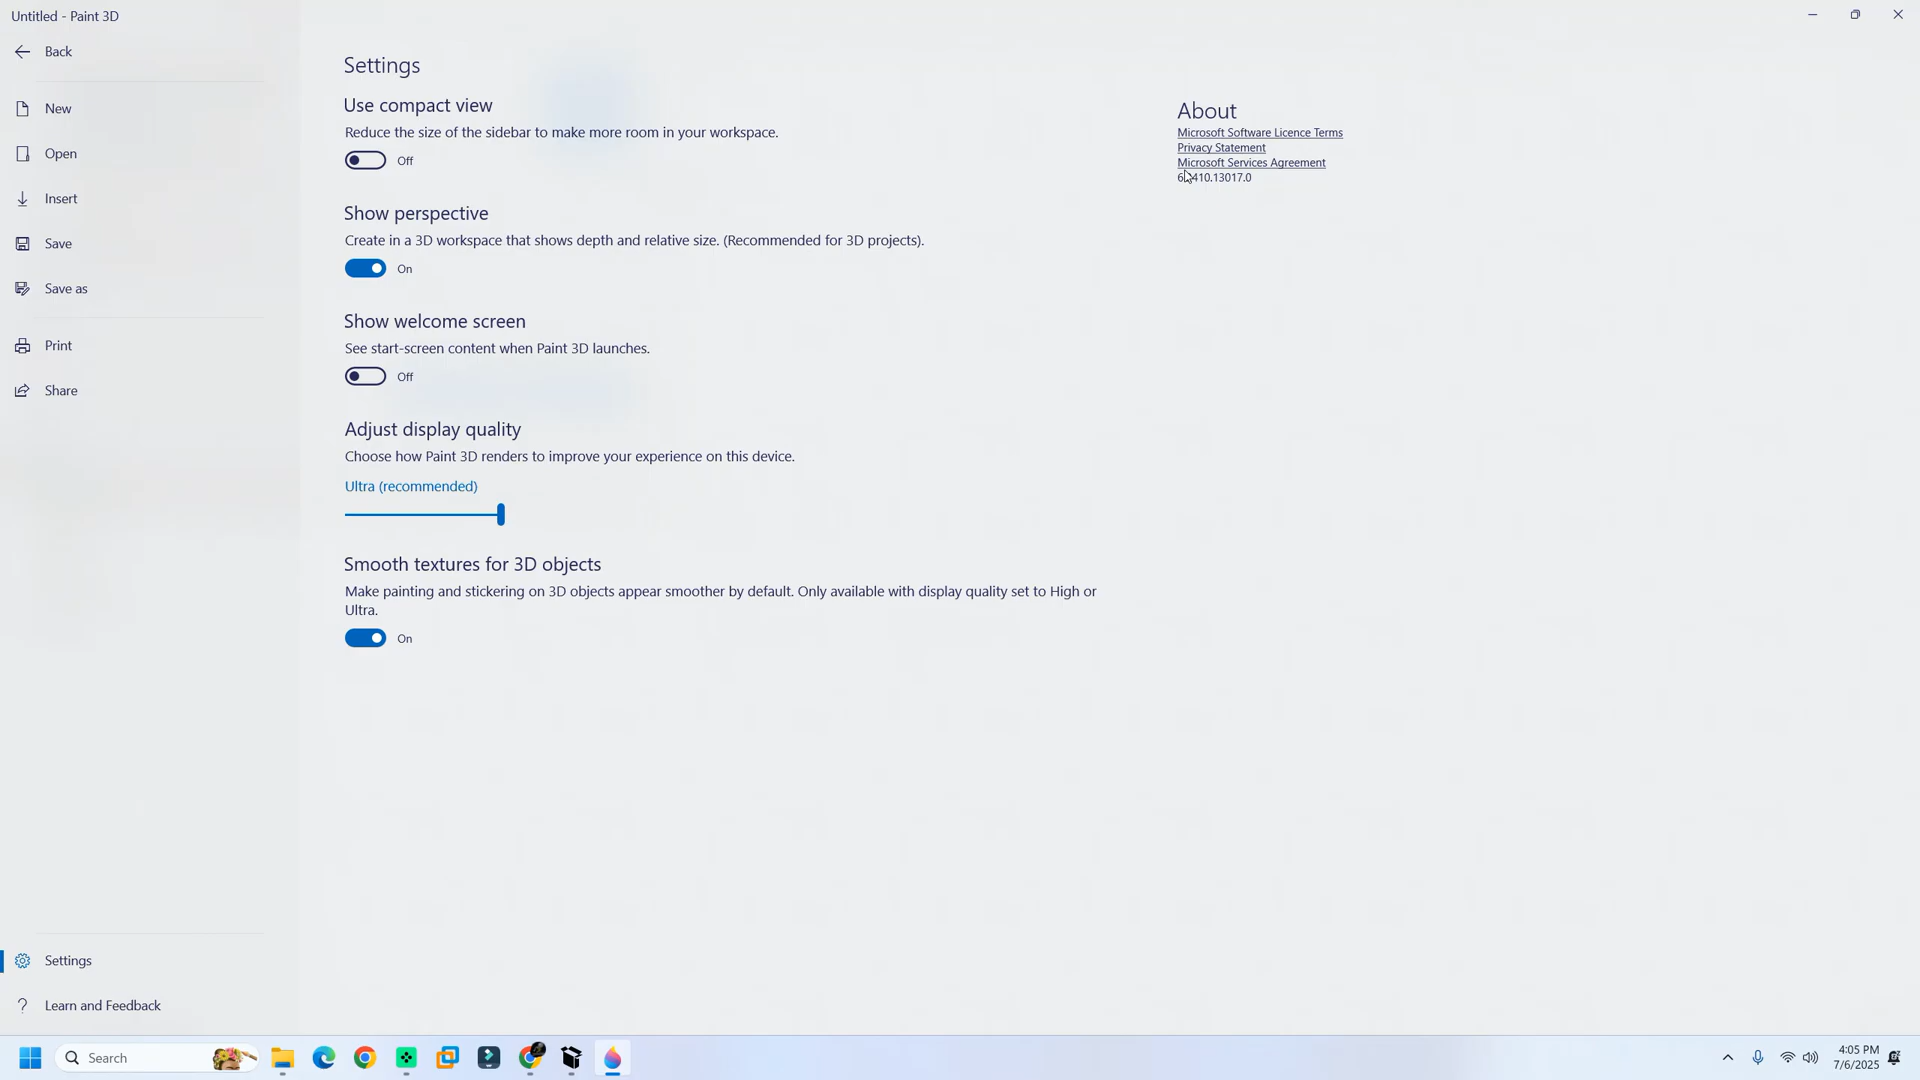 Untitled - Paint 3D
Back
New
Open
Insert
Save
Save as
Print
Share
Settings
Learn and Feedback
Settings
Use compact view
Reduce the size of the sidebar to make more room in your workspace.
Off
Show perspective
Create in a 3D workspace that shows depth and relative size. (Recommended for 3D projects).
On
Show welcome screen
See start-screen content when Paint 3D launches.
Off
Adjust display quality
Choose how Paint 3D renders to improve your experience on this device.
Ultra (recommended)
Smooth textures for 3D objects
Make painting and stickering on 3D objects appear smoother by default. Only available with display quality set to High or
Ultra.
On
About
Microsoft Software Licence Terms
Privacy Statement
Microsoft Services Agreement
Search
4:05 PM
7/6/2025